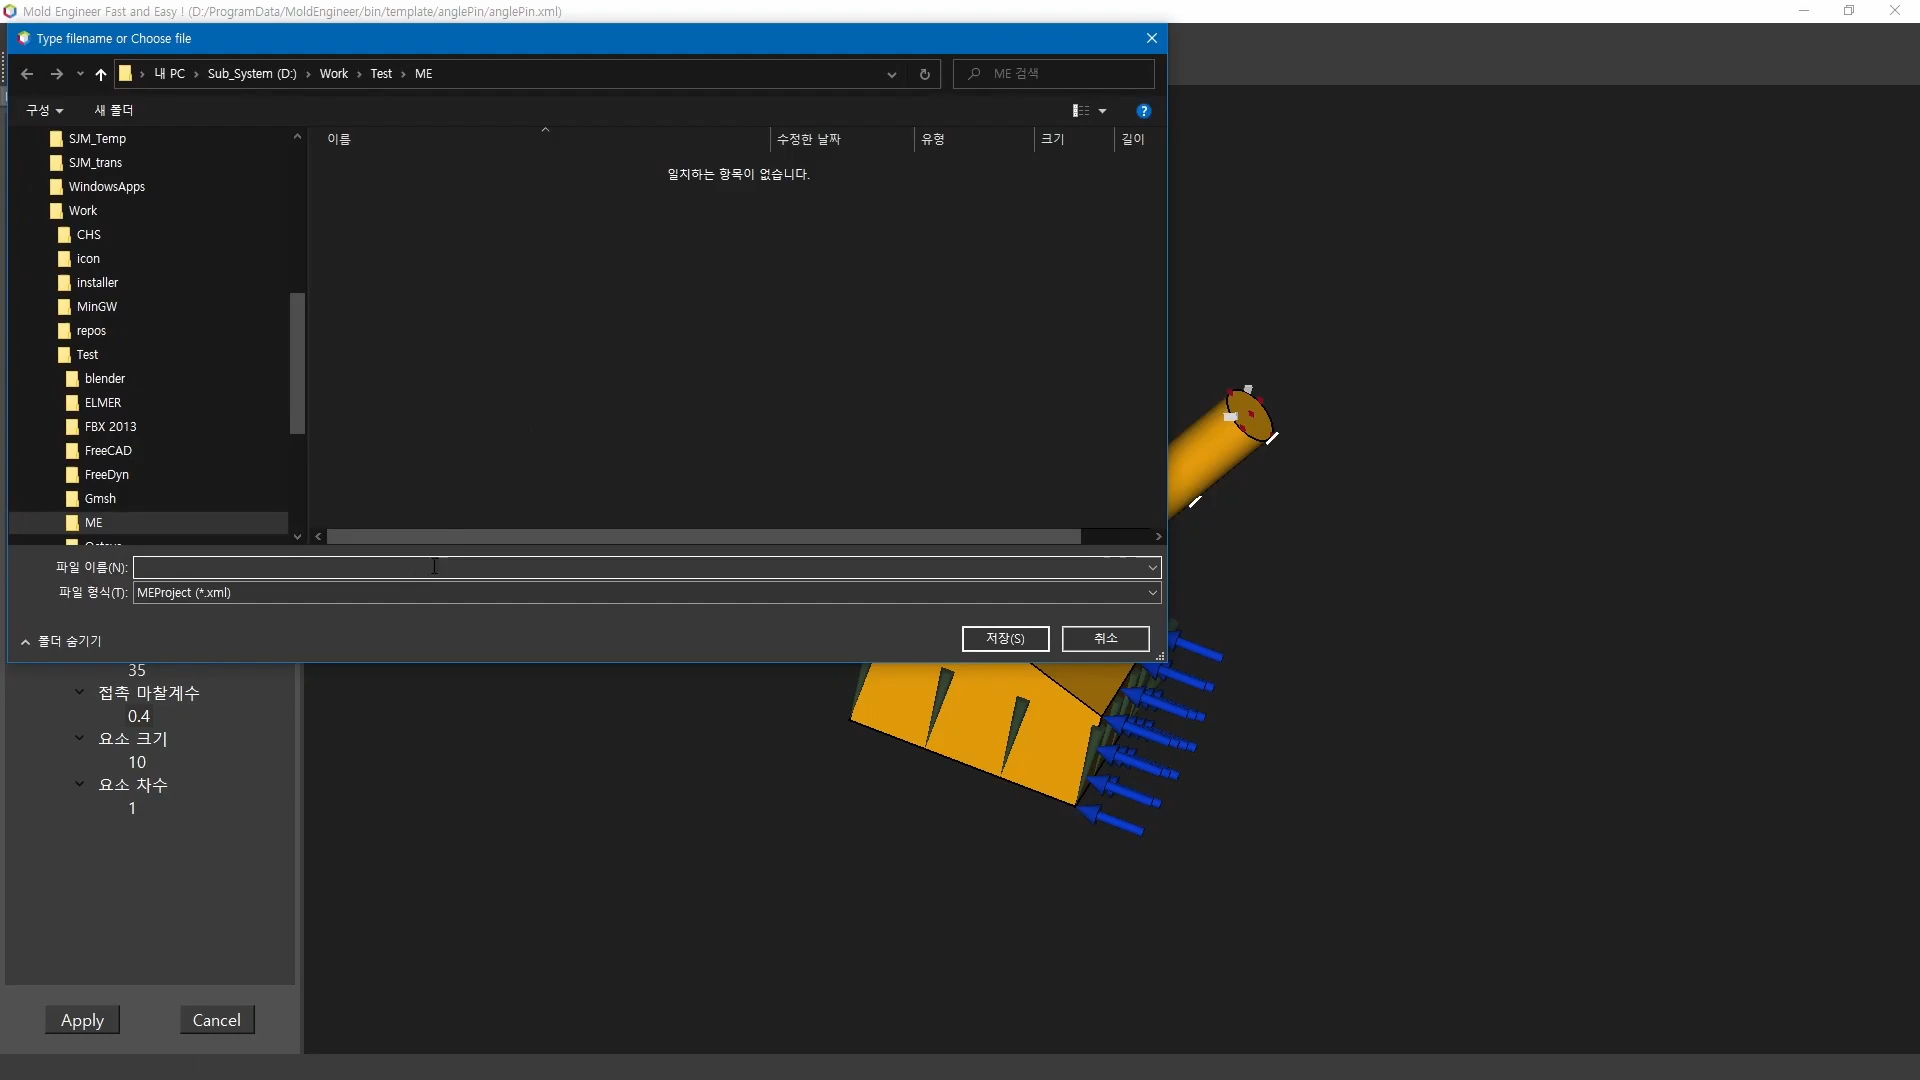 Mold Engineer Fast and Easy ! (D:/ProgramData/MoldEngineer/bin/template/anglePin/anglePin.xml)
Type filename or Choose file
내 PC > Sub_System (D:) > Work > Test > ME
ME 검색
구성
새 폴더
SJM_Temp
SJM_trans
WindowsApps
Work
CHS
icon
installer
MinGW
repos
Test
blender
ELMER
FBX 2013
FreeCAD
FreeDyn
Gmsh
ME
이름
수정한 날짜
유형
크기
길이
일치하는 항목이 없습니다.
파일 이름(N):
파일 형식(T): MEProject (*.xml)
폴더 숨기기
저장(S)
취소
35
접촉 마찰계수
0.4
요소 크기
10
요소 차수
1
Apply
Cancel